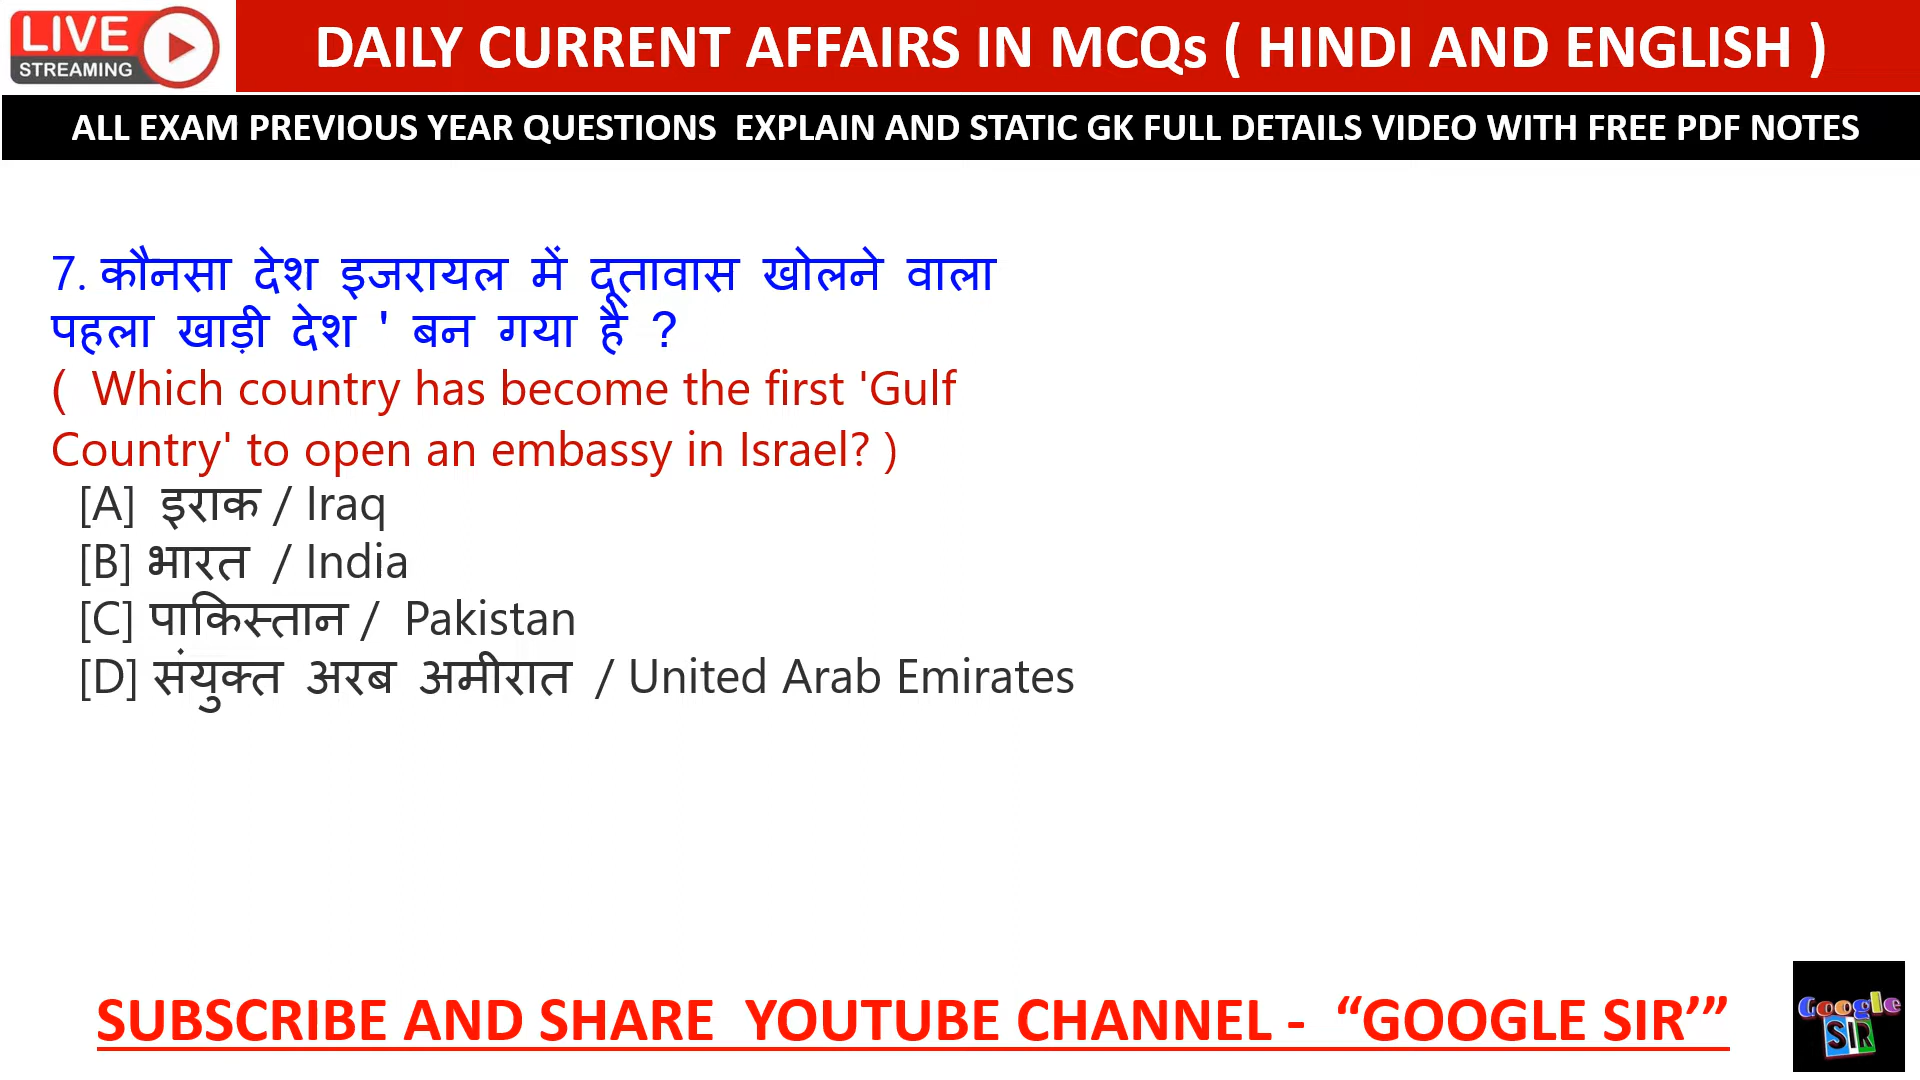 LIVE
STREAMING
DAILY CURRENT AFFAIRS IN MCQs ( HINDI AND ENGLISH )
ALL EXAM PREVIOUS YEAR QUESTIONS EXPLAIN AND STATIC GK FULL DETAILS VIDEO WITH FREE PDF NOTES
7. कौनसा देश इजरायल में दूतावास खोलने वाला
पहला खाड़ी देश ' बन गया है ?
( Which country has become the first 'Gulf
Country' to open an embassy in Israel? )
[A] इराक / Iraq
[B] भारत / India
[C] पाकिस्तान / Pakistan
[D] संयुक्त अरब अमीरात / United Arab Emirates
SUBSCRIBE AND SHARE YOUTUBE CHANNEL - “GOOGLE SIR’”
Google
SIR